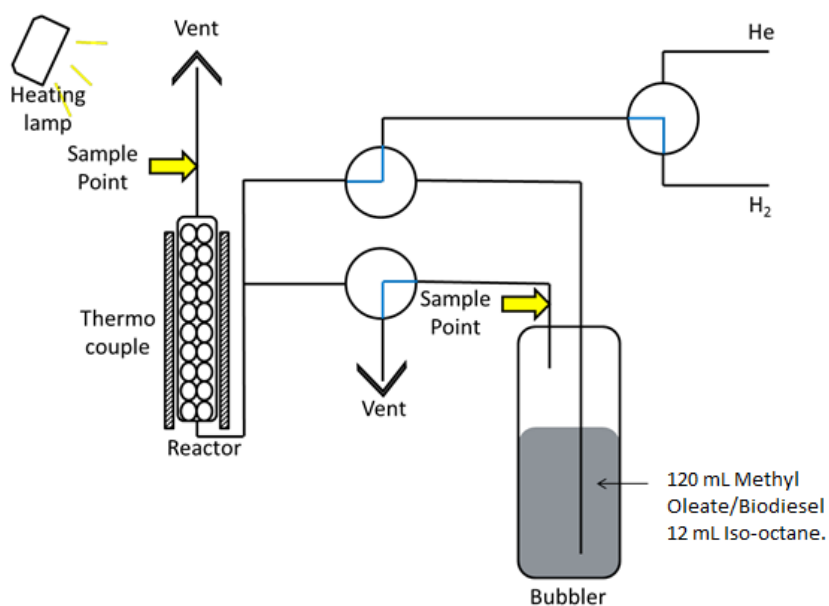 Vent
Heating
lamp
Sample
Point
He
H2
Thermo
couple
Sample
Point
Vent
Reactor
120 mL Methyl
Oleate/Biodiesel
12 mL Iso-octane.
Bubbler